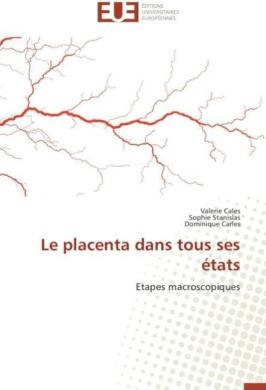 EUE
ÉDITIONS
UNIVERSITAIRES
EUROPÉENNES
Valerie Cales
Sophie Stanislas
Dominique Carles
Le placenta dans tous ses
états
Etapes macroscopiques